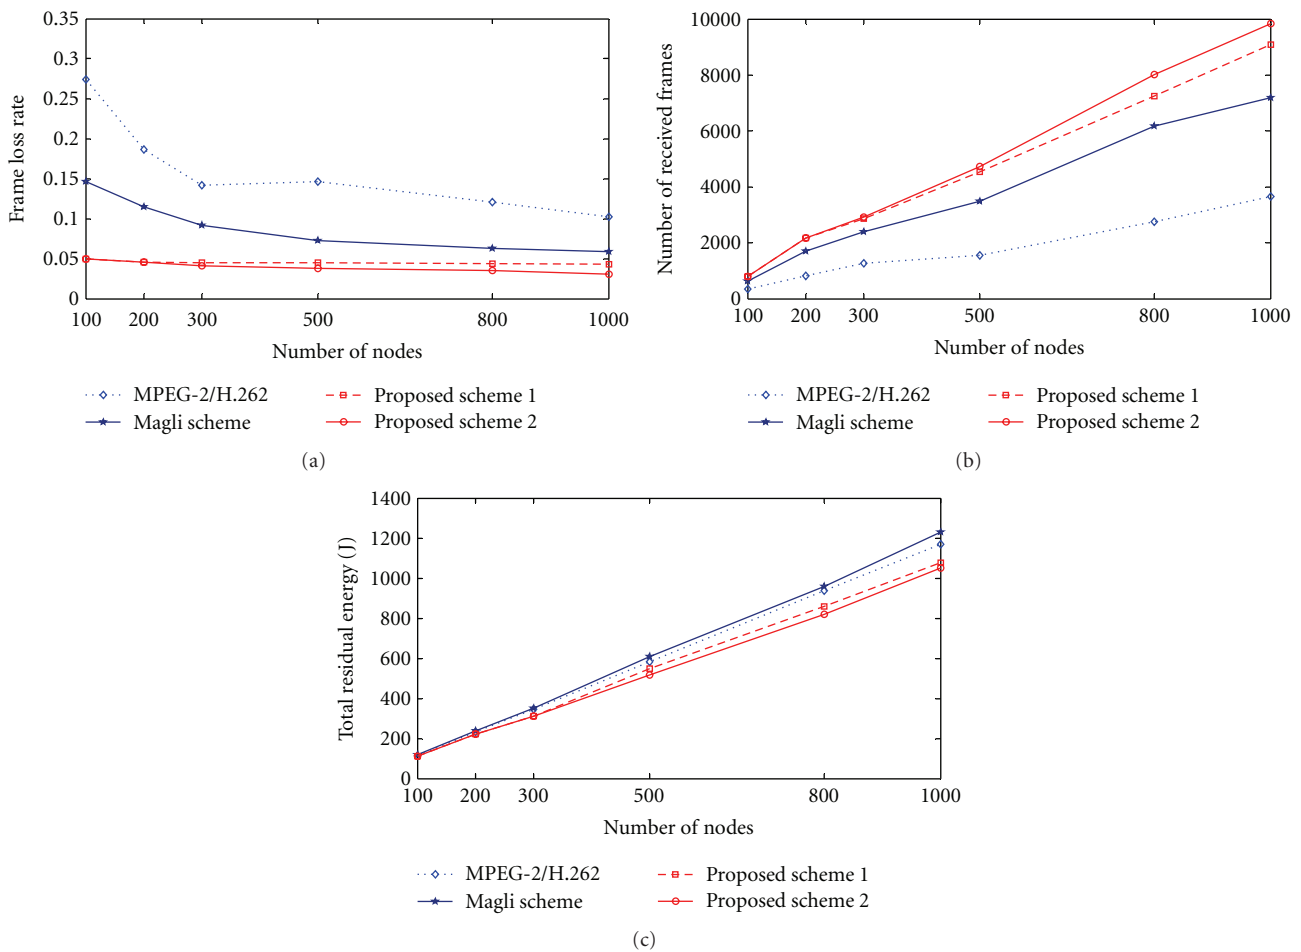 0.35
0.3
0.25
0.2
0.15
0.1
0.05
0
Frame loss rate
100 200 300 500 800 1000
Number of nodes
MPEG-2/H.262
Magli scheme
Proposed scheme 1
Proposed scheme 2
(a)
10000
8000
6000
4000
2000
0
Number of received frames
100 200 300 500 800 1000
Number of nodes
MPEG-2/H.262
Magli scheme
Proposed scheme 1
Proposed scheme 2
(b)
1400
1200
1000
800
600
400
200
0
Total residual energy (J)
100 200 300 500 800 1000
Number of nodes
MPEG-2/H.262
Magli scheme
Proposed scheme 1
Proposed scheme 2
(c)